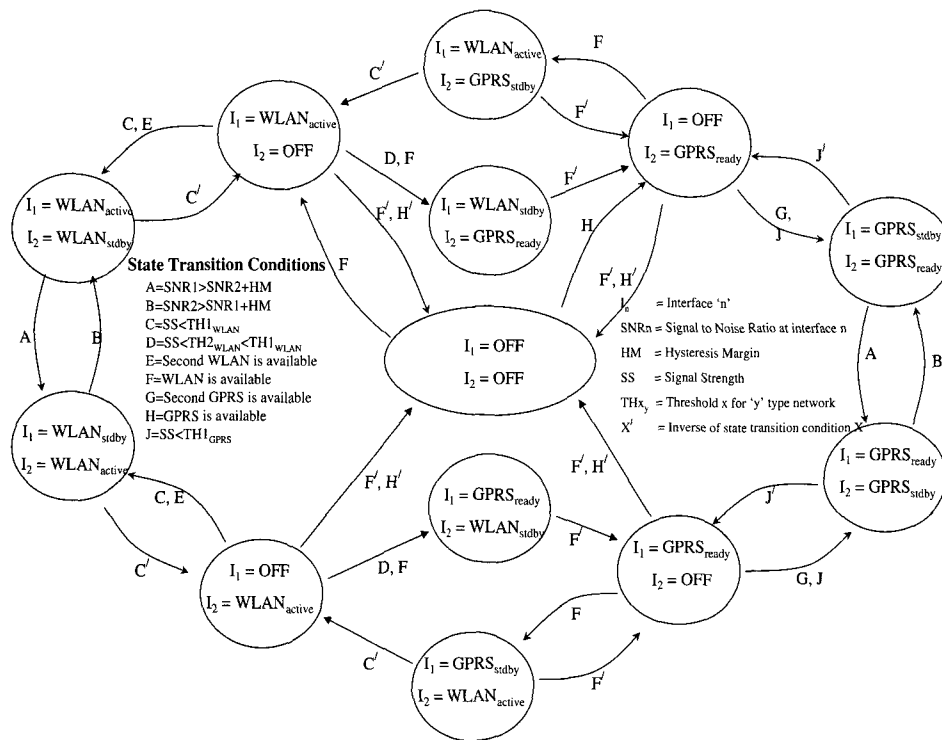 I₁ = WLANactive
I₂ = GPRSstdby
F
C/
F/
I₁ = WLANactive
I₂ = OFF
I₁ = OFF
I₂ = GPRSready
C, E
D, F
F/
J/
C/
F/, H/
H
G,
J
I₁ = WLANstdby
I₂ = GPRSready
I₁ = WLANactive
I₂ = WLANstdby
I₁ = GPRSstdby
I₂ = GPRSready
F
F/, H/
State Transition Conditions
A=SNR1>SNR2+HM
B=SNR2>SNR1+HM
C=SS<TH1WLAN
D=SS<TH2WLAN<TH1WLAN
E=Second WLAN is available
F=WLAN is available
G=Second GPRS is available
H=GPRS is available
J=SS<TH1GPRS
A
B
I₁ = OFF
I₂ = OFF
Iₙ = Interface 'n'
SNRn = Signal to Noise Ratio at interface n
HM = Hysteresis Margin
SS = Signal Strength
THxy = Threshold x for 'y' type network
X/ = Inverse of state transition condition X
A
B
I₁ = WLANstdby
I₂ = WLANactive
I₁ = GPRSready
I₂ = GPRSstdby
C, E
F/, H/
F/, H/
J/
I₁ = GPRSready
I₂ = WLANstdby
C/
F/
D, F
G, J
I₁ = OFF
I₂ = WLANactive
I₁ = GPRSready
I₂ = OFF
F
C/
F/
I₁ = GPRSstdby
I₂ = WLANactive